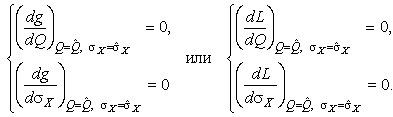 { (dg/dQ)_{Q=Q̂, σ_X=σ̂_X} = 0, (dg/dσ_X)_{Q=Q̂, σ_X=σ̂_X} = 0 или { (dL/dQ)_{Q=Q̂, σ_X=σ̂_X} = 0, (dL/dσ_X)_{Q=Q̂, σ_X=σ̂_X} = 0.